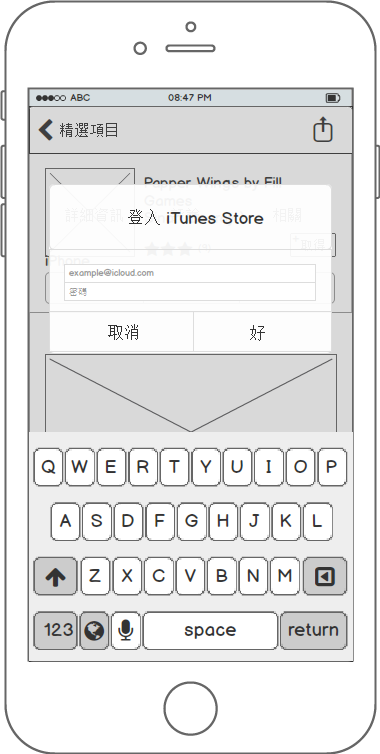 ABC 08:47 PM
精選項目
Popper Wings by Fill
Games
詳細資訊 相關
登入 iTunes Store
iPhone
example@icloud.com
密碼
取消 好
Q W E R T Y U I O P
A S D F G H J K L
Z X C V B N M
123 space return